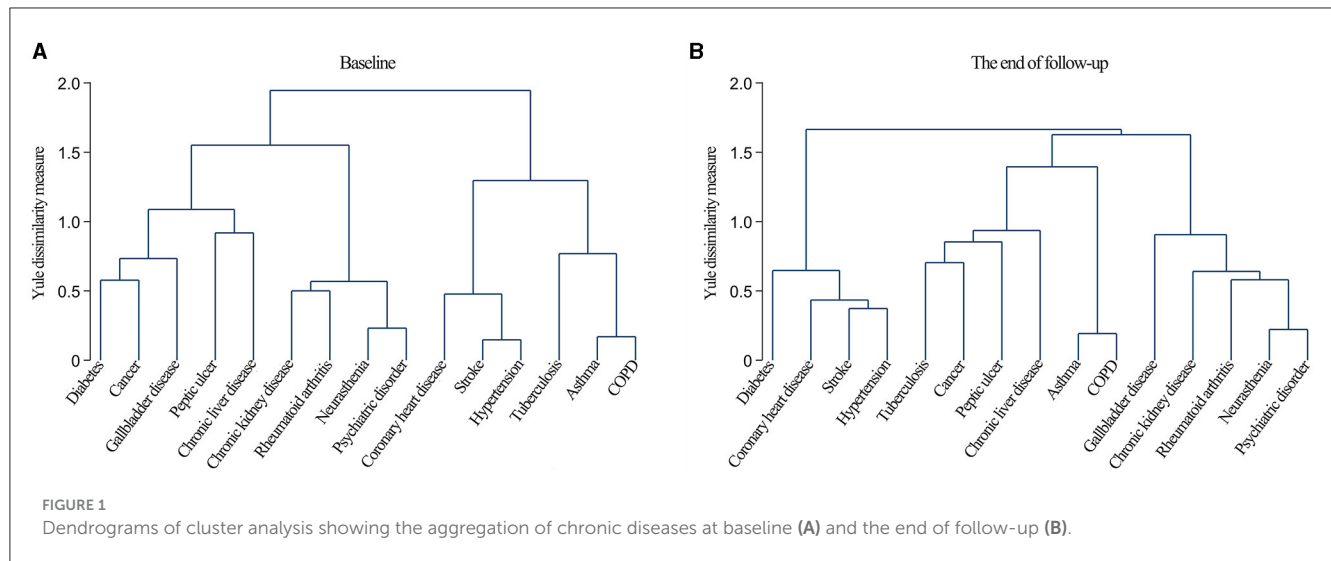 A
Baseline
Yule dissimilarity measure
2.0
1.5
1.0
0.5
0
Diabetes
Cancer
Gallbladder disease
Peptic ulcer
Chronic liver disease
Chronic kidney disease
Rheumatoid arthritis
Neurasthenia
Psychiatric disorder
Coronary heart disease
Stroke
Hypertension
Tuberculosis
Asthma
COPD
B
The end of follow-up
Yule dissimilarity measure
2.0
1.5
1.0
0.5
0
Diabetes
Coronary heart disease
Stroke
Hypertension
Tuberculosis
Cancer
Peptic ulcer
Chronic liver disease
Asthma
COPD
Gallbladder disease
Chronic kidney disease
Rheumatoid arthritis
Neurasthenia
Psychiatric disorder
FIGURE 1
Dendrograms of cluster analysis showing the aggregation of chronic diseases at baseline (A) and the end of follow-up (B).